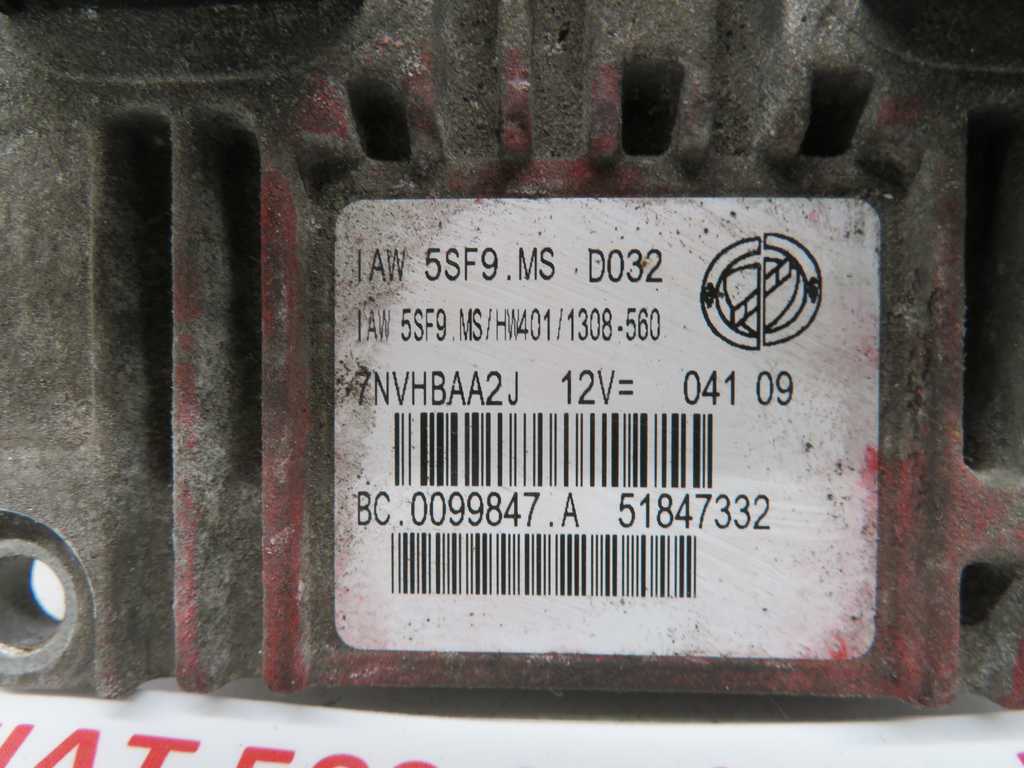 IAW 5SF9.MS D032
IAW 5SF9.MS/HW401/1308-560
7NVHBAA2J 12V= 041 09
BC.0099847.A 51847332